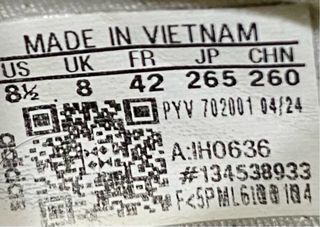 MADE IN VIETNAM
US UK FR JP CHN
8½ 8 42 265 260
PYV 702001 04/24
A:IH0636
#134538933